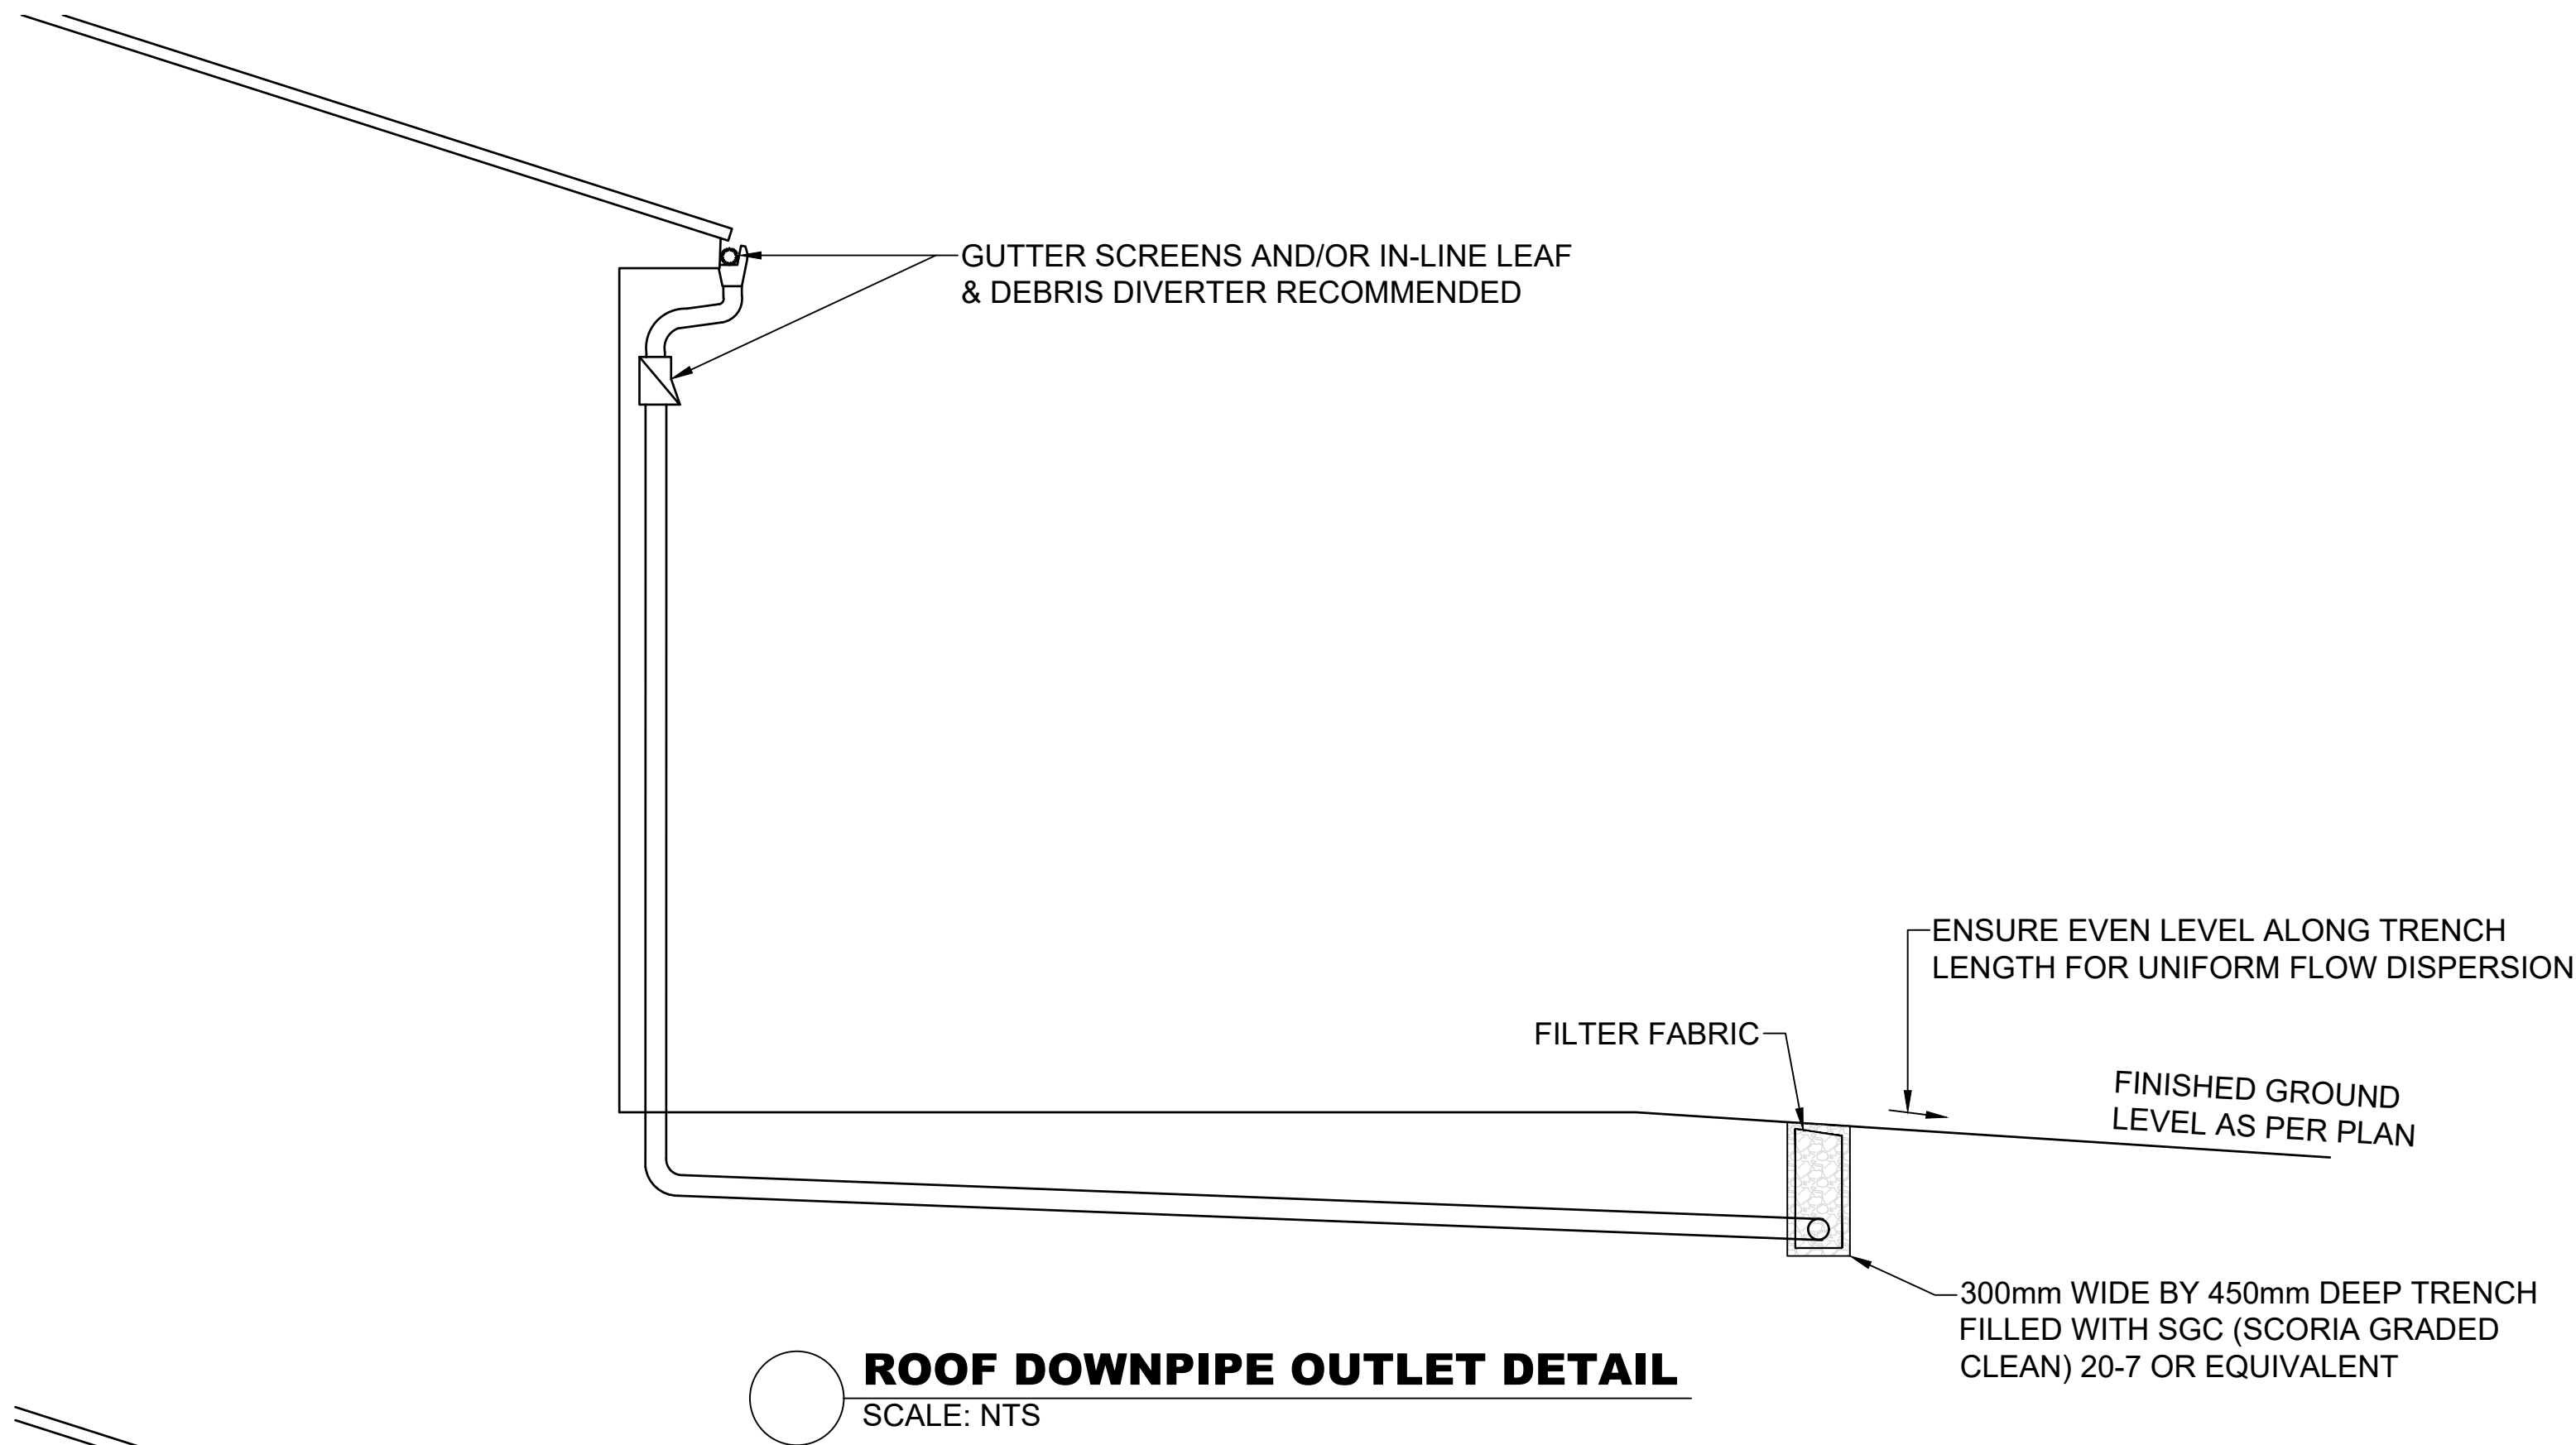 GUTTER SCREENS AND/OR IN-LINE LEAF
& DEBRIS DIVERTER RECOMMENDED
ENSURE EVEN LEVEL ALONG TRENCH
LENGTH FOR UNIFORM FLOW DISPERSION
FILTER FABRIC
FINISHED GROUND
LEVEL AS PER PLAN
300mm WIDE BY 450mm DEEP TRENCH
FILLED WITH SGC (SCORIA GRADED
CLEAN) 20-7 OR EQUIVALENT
ROOF DOWNPIPE OUTLET DETAIL
SCALE: NTS